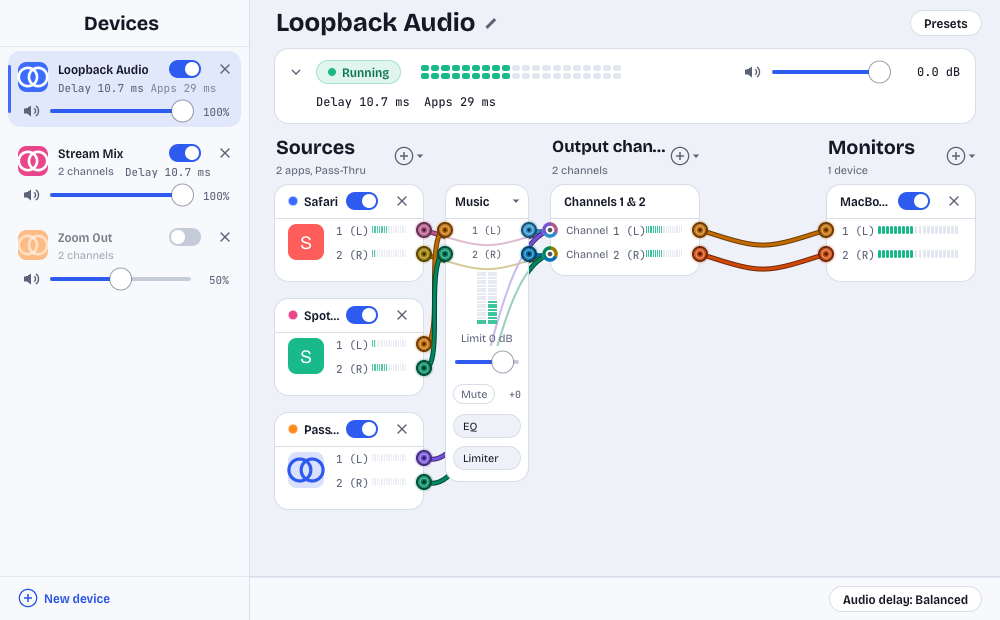 Devices
Loopback Audio
Delay 10.7 ms Apps 29 ms
100%
Stream Mix
2 channels Delay 10.7 ms
100%
Zoom Out
2 channels
50%
New device
Loopback Audio
Presets
Running
0.0 dB
Delay 10.7 ms Apps 29 ms
Sources
2 apps, Pass-Thru
Safari
1 (L)
2 (R)
S
Spot...
1 (L)
2 (R)
S
Pass...
1 (L)
2 (R)
Music
1 (L)
2 (R)
Limit 0 dB
Mute +0
EQ
Limiter
Output chan...
2 channels
Channels 1 & 2
Channel 1 (L)
Channel 2 (R)
Monitors
1 device
MacBo...
1 (L)
2 (R)
Audio delay: Balanced